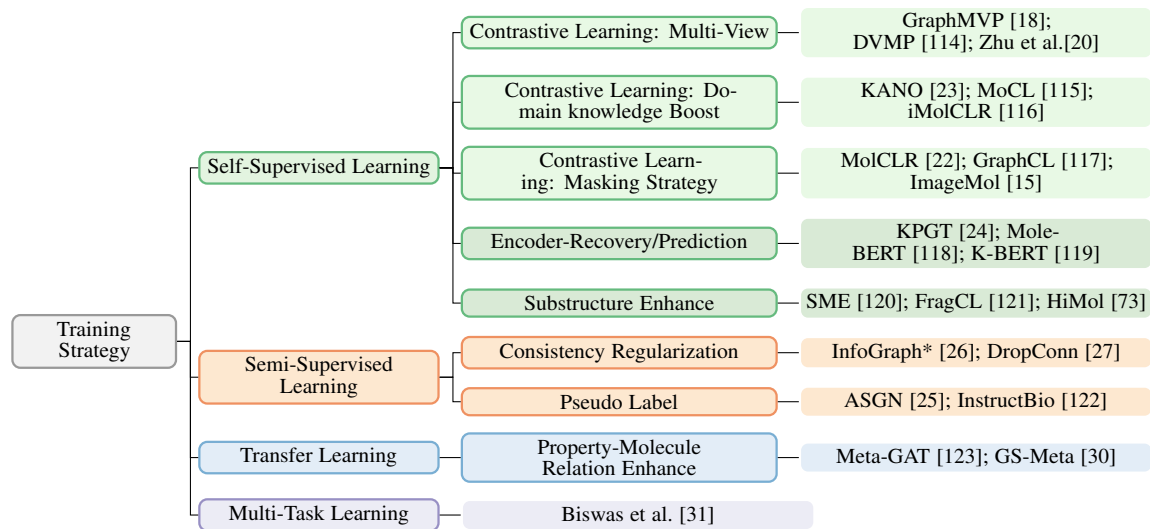 Contrastive Learning: Multi-View
GraphMVP [18];
DVMP [114]; Zhu et al.[20]
Contrastive Learning: Do-
main knowledge Boost
KANO [23]; MoCL [115];
iMolCLR [116]
Self-Supervised Learning
Contrastive Learn-
ing: Masking Strategy
MolCLR [22]; GraphCL [117];
ImageMol [15]
Encoder-Recovery/Prediction
KPGT [24]; Mole-
BERT [118]; K-BERT [119]
Substructure Enhance
SME [120]; FragCL [121]; HiMol [73]
Training
Strategy
Semi-Supervised
Learning
Consistency Regularization
InfoGraph* [26]; DropConn [27]
Pseudo Label
ASGN [25]; InstructBio [122]
Transfer Learning
Property-Molecule
Relation Enhance
Meta-GAT [123]; GS-Meta [30]
Multi-Task Learning
Biswas et al. [31]